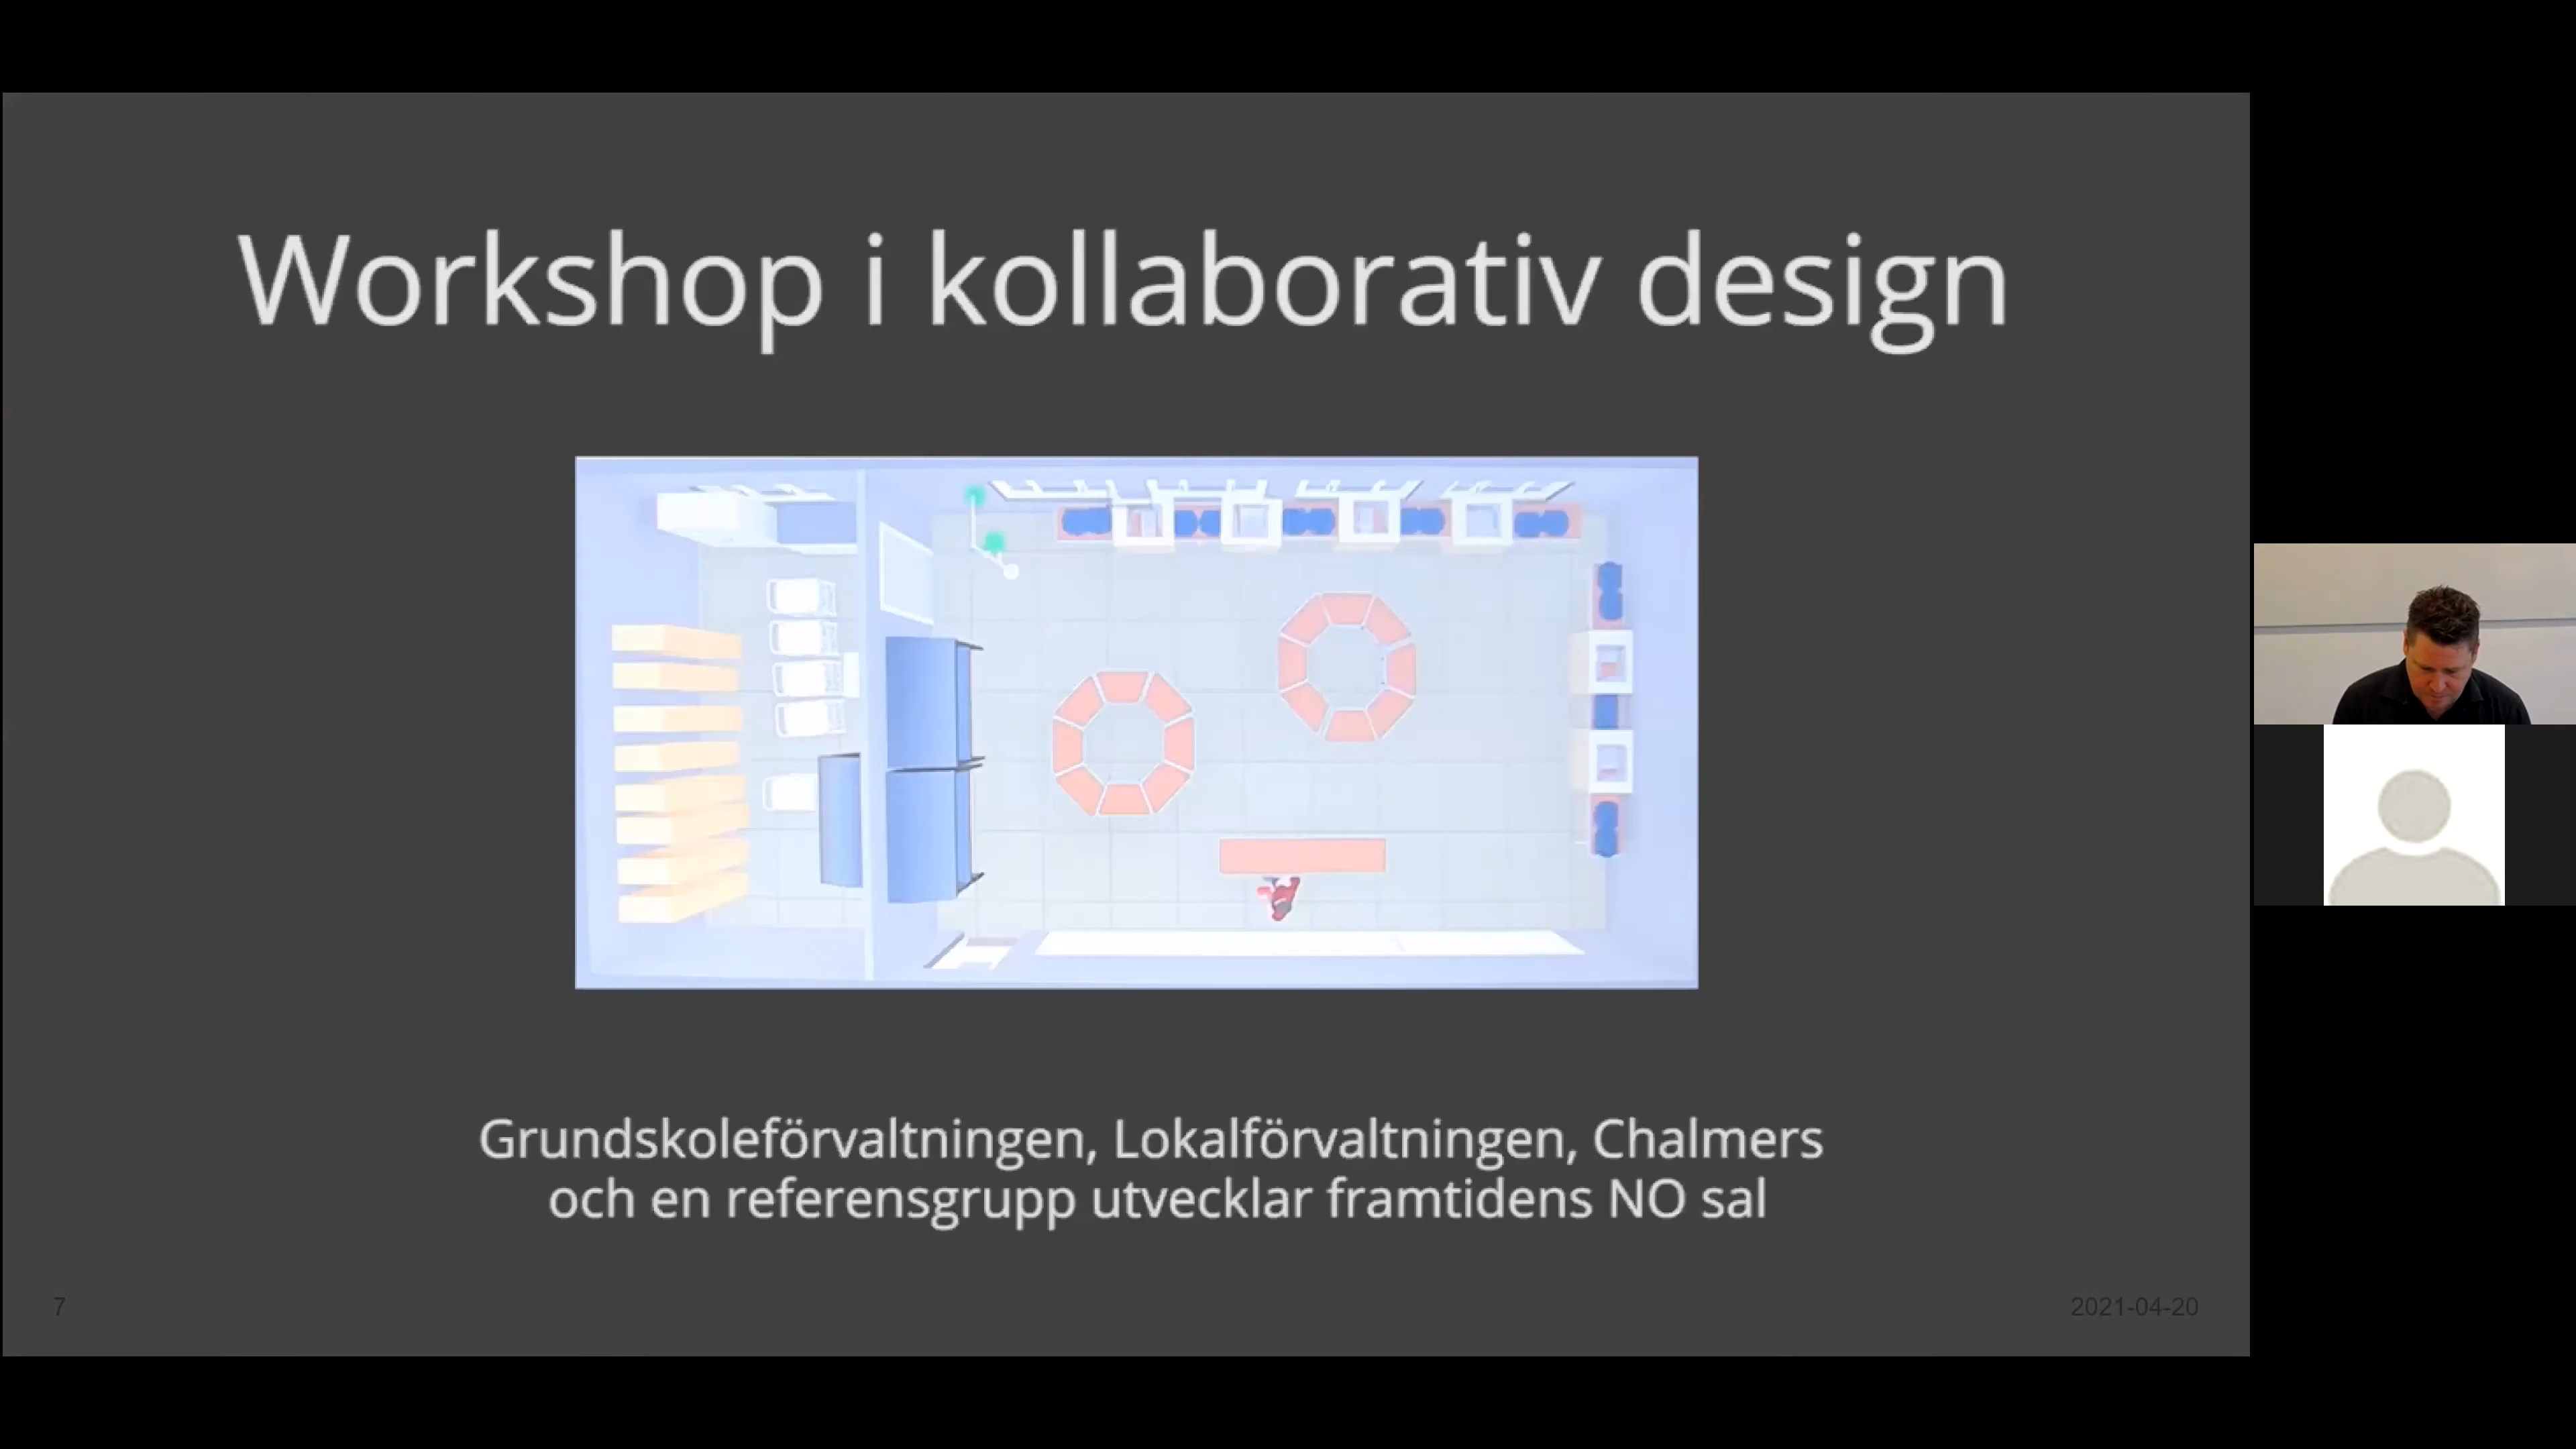 Workshop i kollaborativ design
Grundskoleförvaltningen, Lokalförvaltningen, Chalmers
och en referensgrupp utvecklar framtidens NO sal
7
2021-04-20